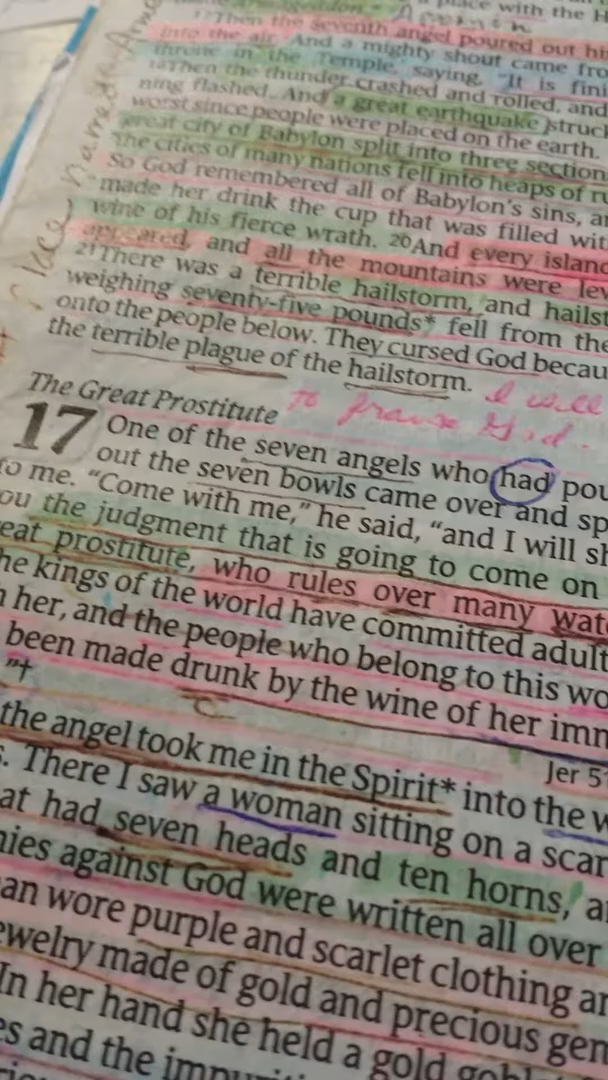 place with the H
17Then the seventh angel poured out hi
into the air. And a mighty shout came fro
throne in the Temple, saying, "It is fini
18Then the thunder crashed and rolled, and
ning flashed. And a great earthquake struc
worst since people were placed on the earth.
great city of Babylon split into three section
the cities of many nations fell into heaps of ru
So God remembered all of Babylon's sins, an
made her drink the cup that was filled wit
wine of his fierce wrath. 20And every island
appeared, and all the mountains were lev
21There was a terrible hailstorm, and hailst
weighing seventy-five pounds* fell from the
onto the people below. They cursed God becau
the terrible plague of the hailstorm.
I will
to praise God.
place named Arma
The Great Prostitute
17 One of the seven angels who had pou
out the seven bowls came over and sp
to me. "Come with me," he said, "and I will sh
ou the judgment that is going to come on
eat prostitute, who rules over many wate
he kings of the world have committed adult
h her, and the people who belong to this wo
been made drunk by the wine of her imm
"†
Jer 5
the angel took me in the Spirit* into the w
s. There I saw a woman sitting on a scar
at had seven heads and ten horns, a
mies against God were written all over
an wore purple and scarlet clothing an
ewelry made of gold and precious gem
In her hand she held a gold gobl
es and the impuriti